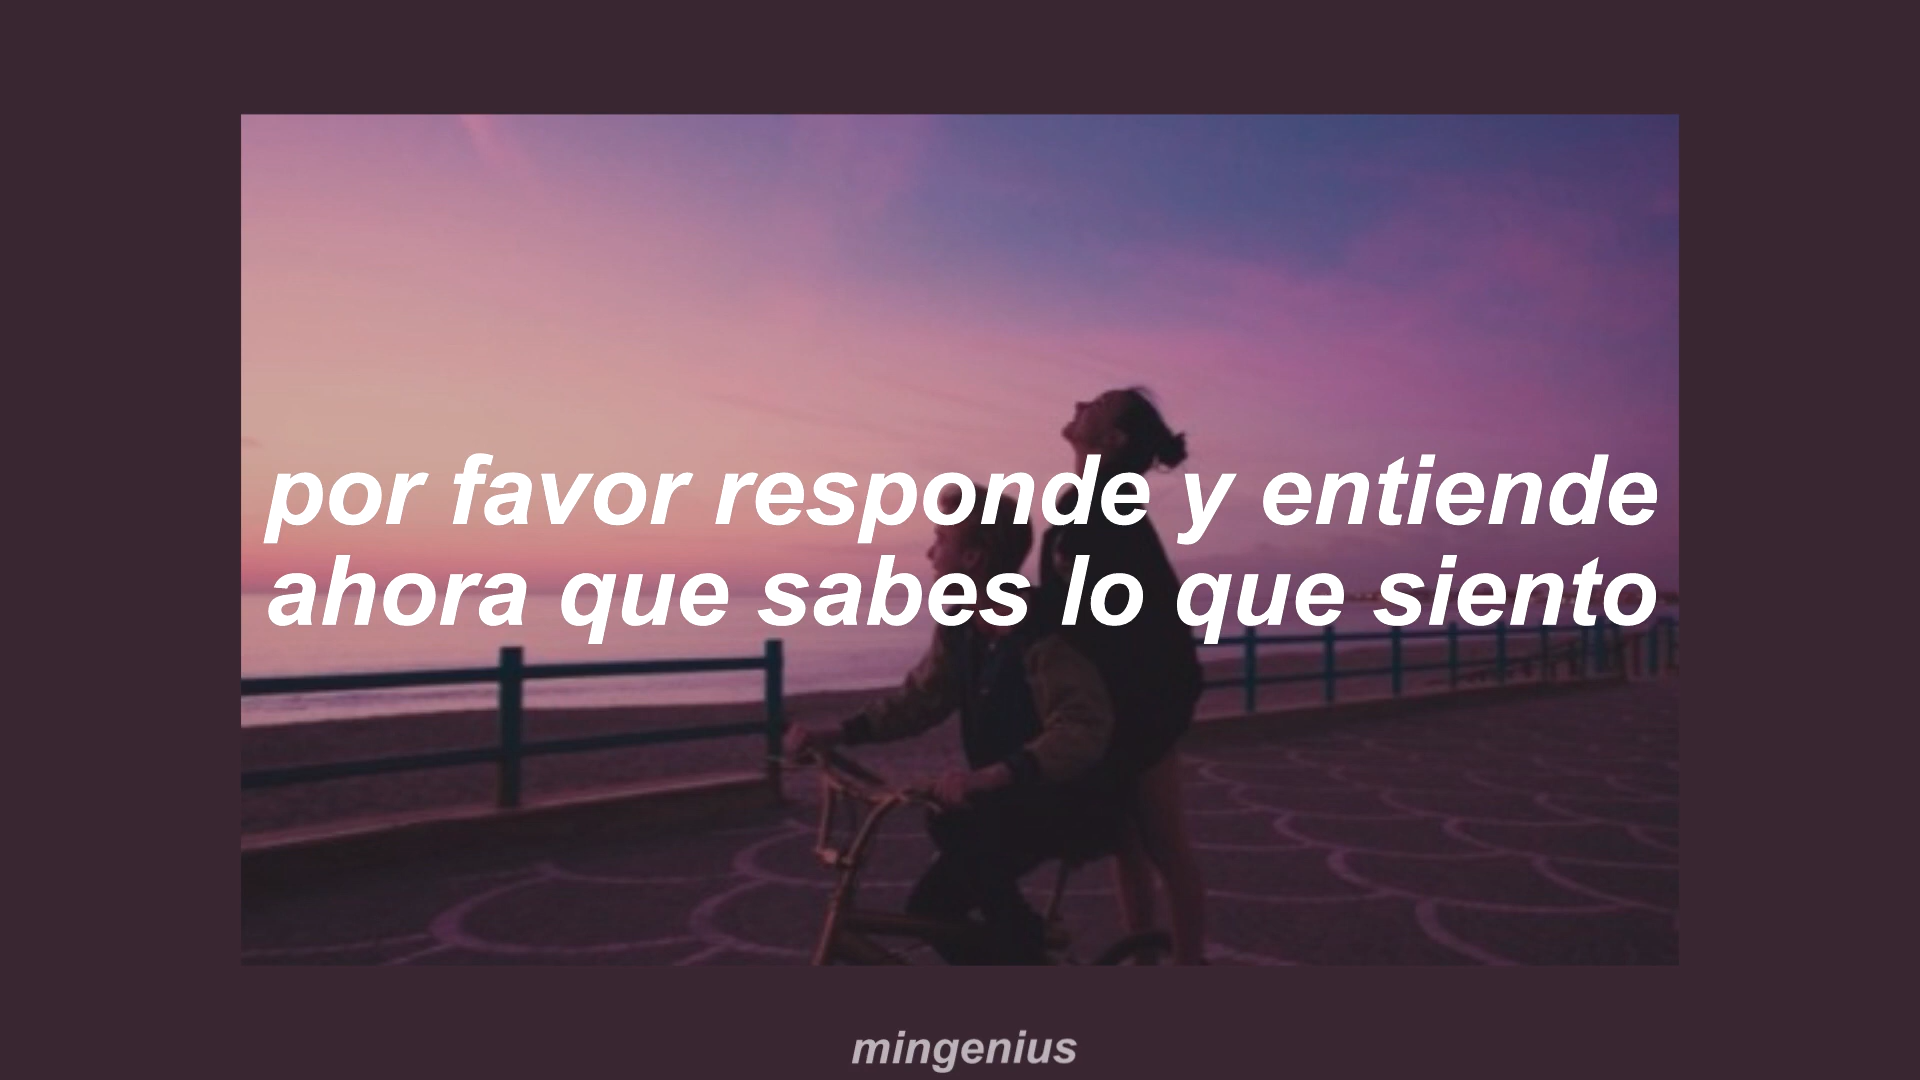 por favor responde y entiende
ahora que sabes lo que siento
mingenius